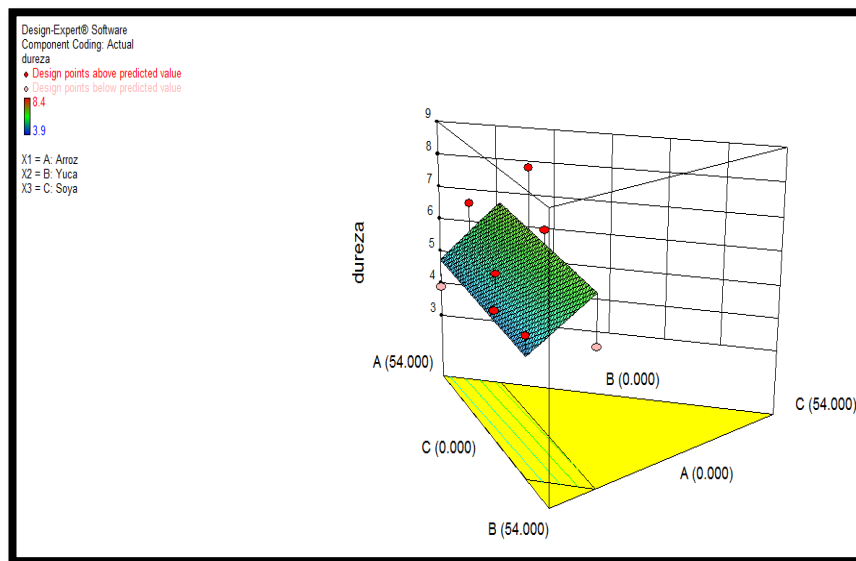 Design-Expert® Software
Component Coding: Actual
dureza
Design points above predicted value
Design points below predicted value
8.4
3.9
X1 = A: Arroz
X2 = B: Yuca
X3 = C: Soya
9
8
7
6
5
4
3
dureza
A (54.000)
B (0.000)
C (54.000)
C (0.000)
A (0.000)
B (54.000)